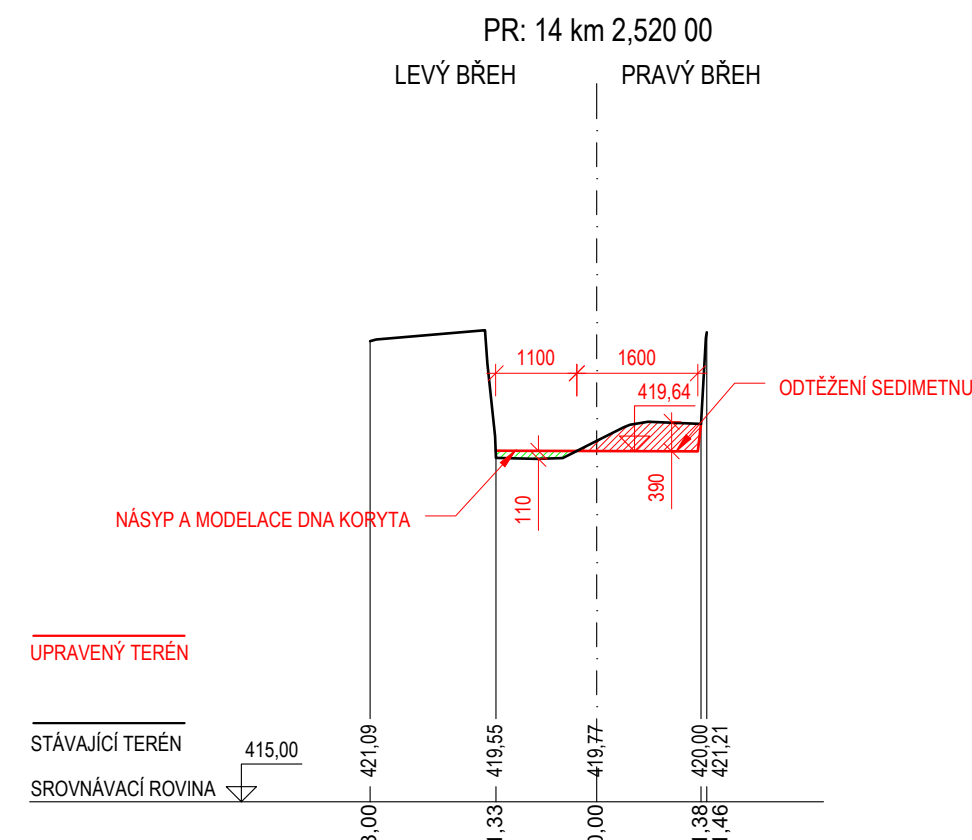 PR: 14 km 2,520 00
LEVÝ BŘEH
PRAVÝ BŘEH
1100
1600
419,64
ODTĚŽENÍ SEDIMETNU
110
390
NÁSYP A MODELACE DNA KORYTA
UPRAVENÝ TERÉN
STÁVAJÍCÍ TERÉN
415,00
421,09
419,55
419,77
420,00
421,21
SROVNÁVACÍ ROVINA